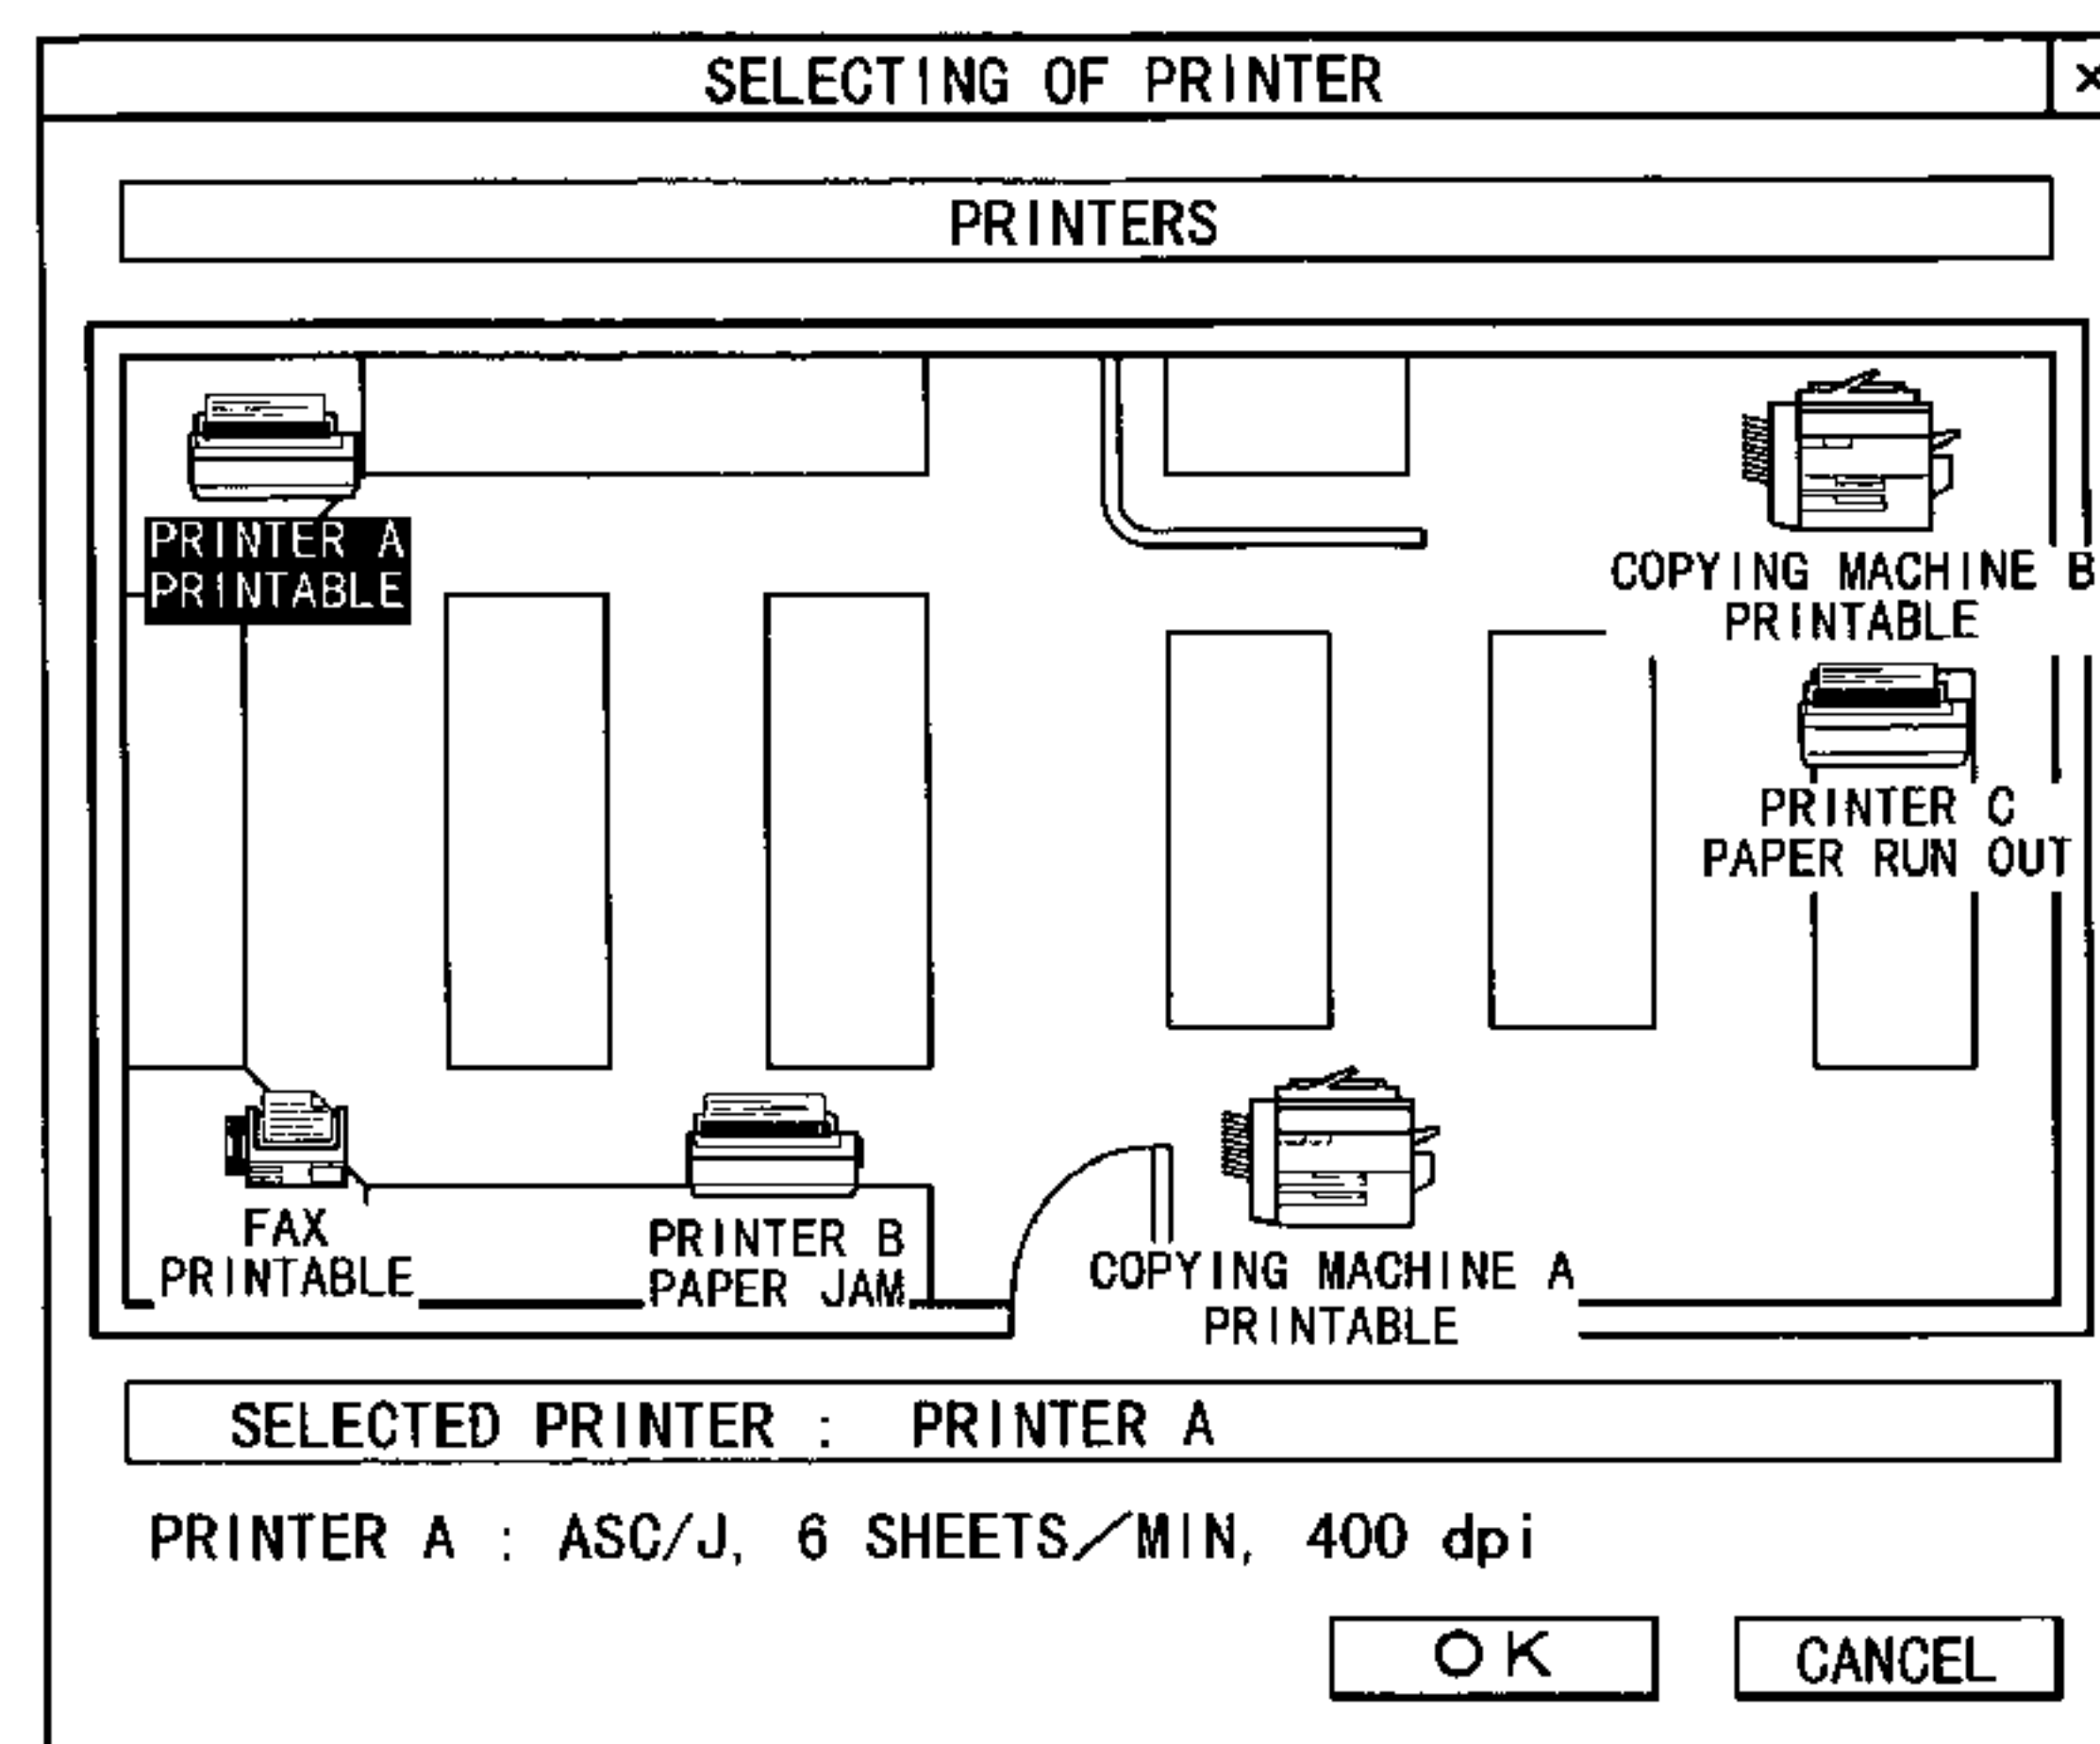 SELECTING OF PRINTER ×
PRINTERS
PRINTER A
PRINTABLE
COPYING MACHINE B
PRINTABLE
PRINTER C
PAPER RUN OUT
FAX
PRINTABLE
PRINTER B
PAPER JAM
COPYING MACHINE A
PRINTABLE
SELECTED PRINTER : PRINTER A
PRINTER A : ASC/J, 6 SHEETS/MIN, 400 dpi
OK
CANCEL